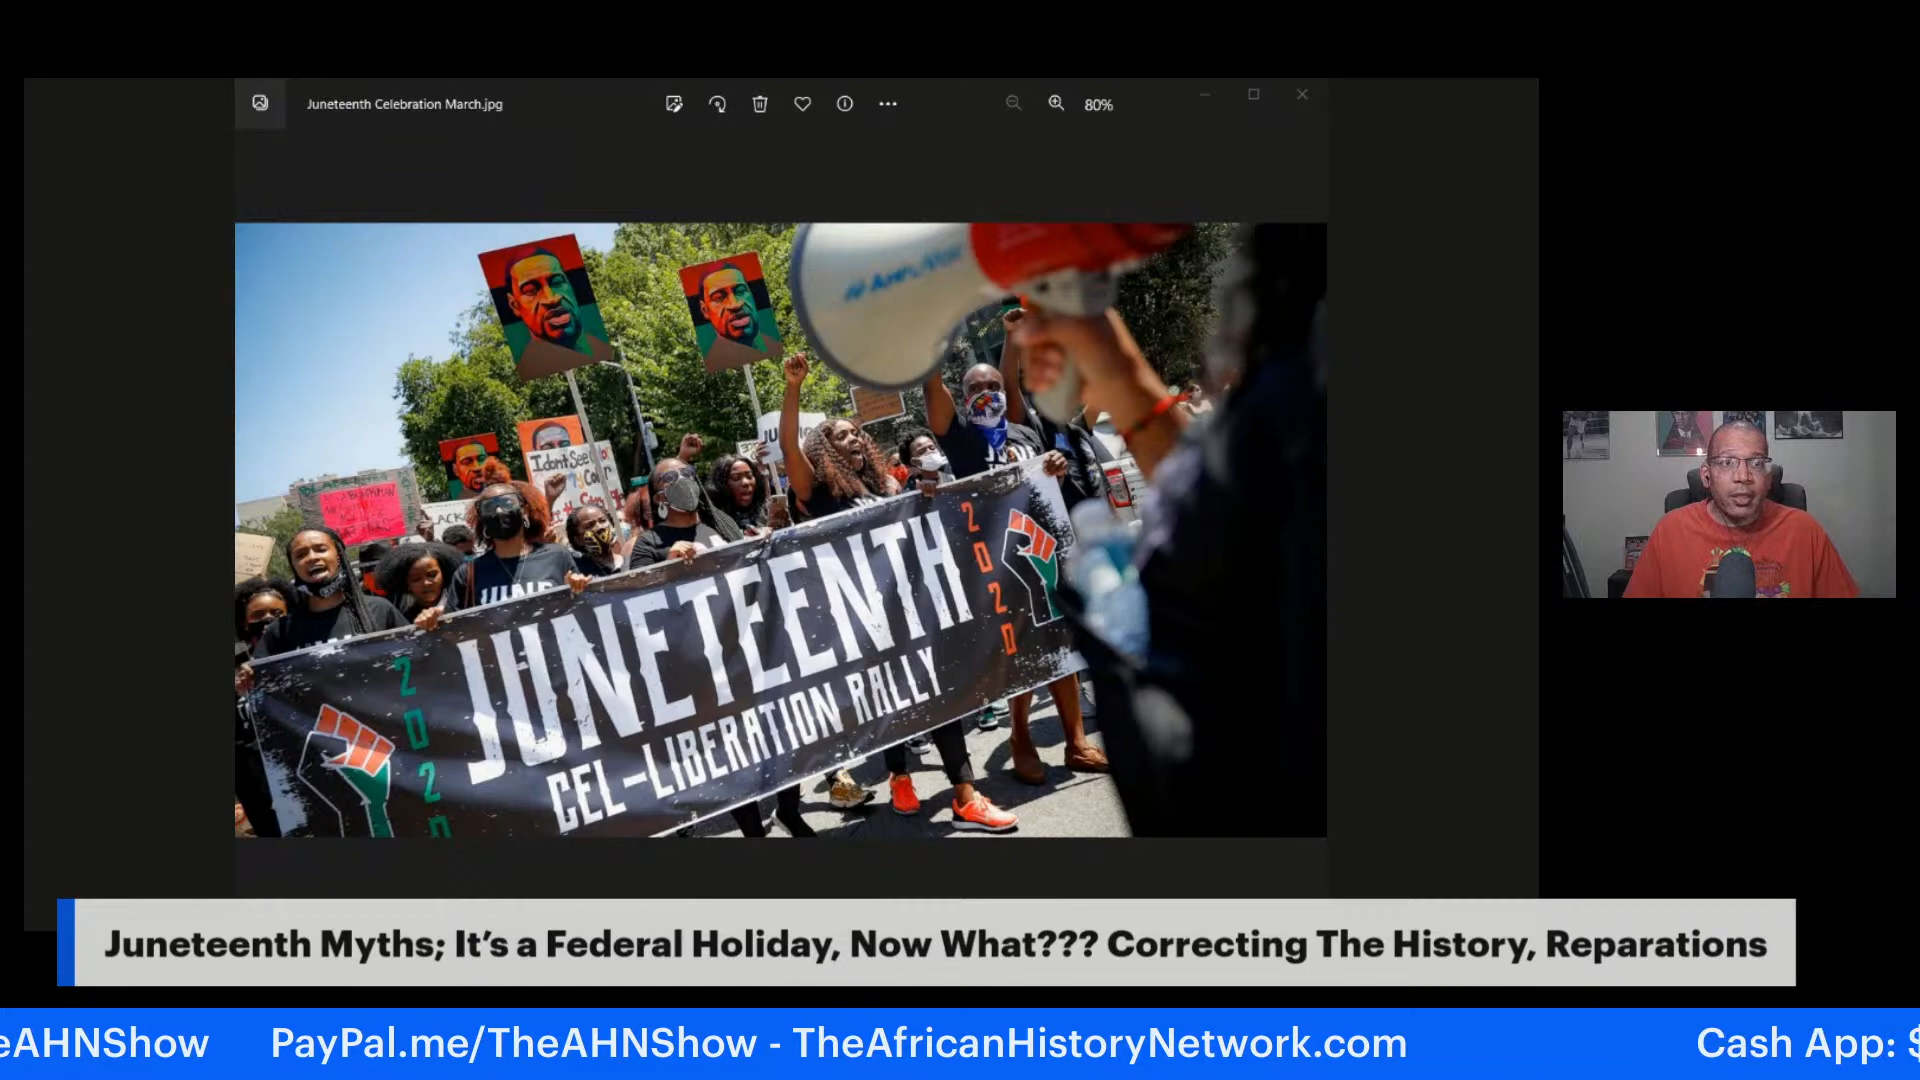 Juneteenth Celebration March.jpg
80%
I don't See
JUNETEENTH
CEL-LIBERATION RALLY
2020
202
Juneteenth Myths; It's a Federal Holiday, Now What??? Correcting The History, Reparations
eAHNShow PayPal.me/TheAHNShow - TheAfricanHistoryNetwork.com Cash App: $